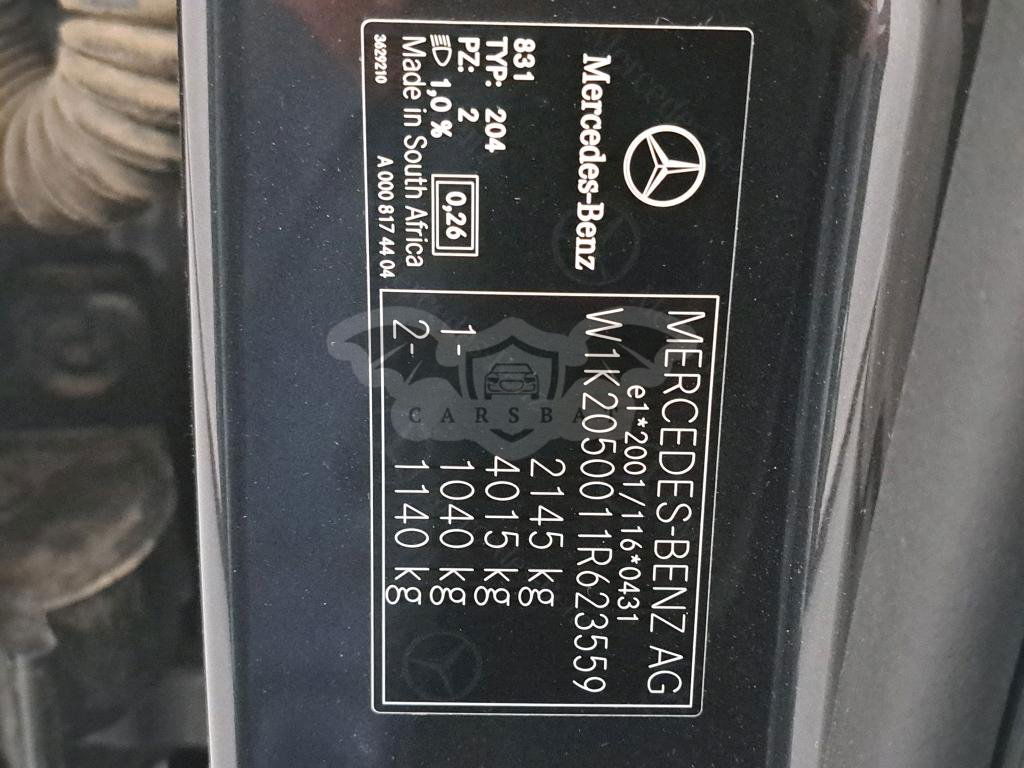 Mercedes-Benz
831
TYP: 204
PZ: 2
1,0 % 0,26
Made in South Africa
3629210 A 000 817 44 04
MERCEDES-BENZ AG
e1*2001/116*0431
W1K2050011R623559
2145 kg
4015 kg
1- 1040 kg
2- 1140 kg
CARSBA